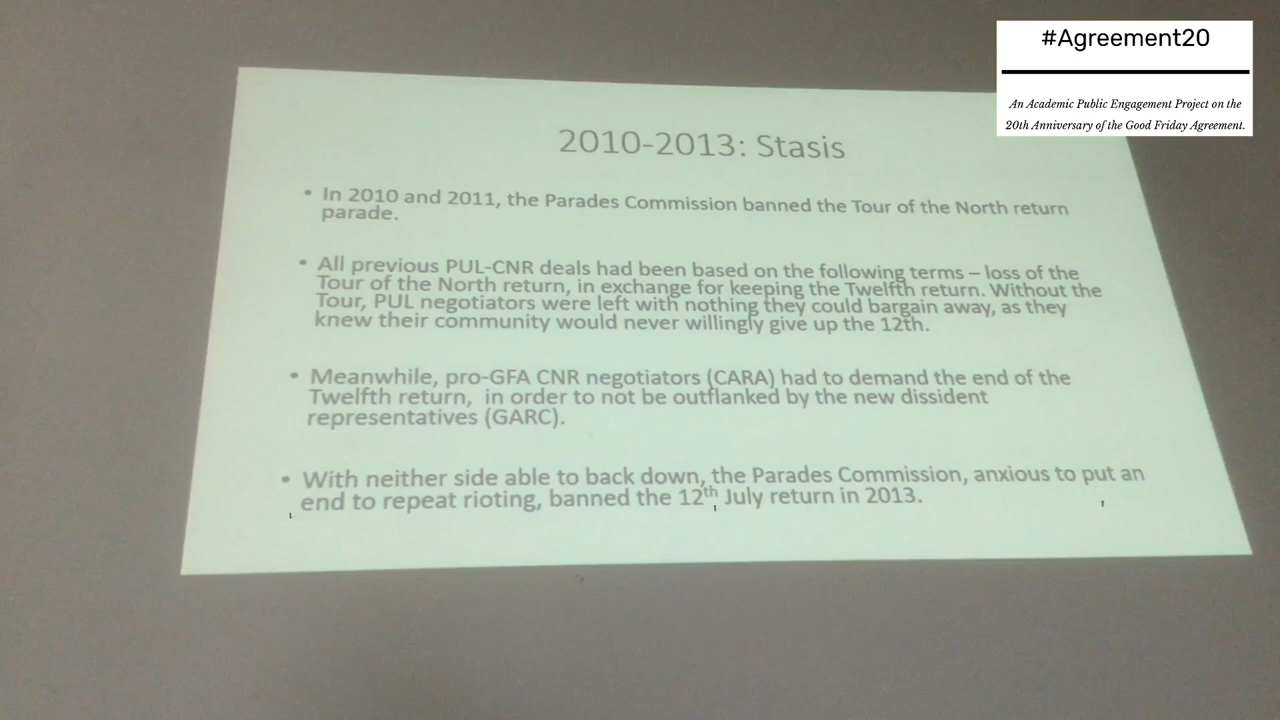 #Agreement20
An Academic Public Engagement Project on the
20th Anniversary of the Good Friday Agreement.
2010-2013: Stasis
• In 2010 and 2011, the Parades Commission banned the Tour of the North return
parade.
• All previous PUL-CNR deals had been based on the following terms – loss of the
Tour of the North return, in exchange for keeping the Twelfth return. Without the
Tour, PUL negotiators were left with nothing they could bargain away, as they
knew their community would never willingly give up the 12th.
• Meanwhile, pro-GFA CNR negotiators (CARA) had to demand the end of the
Twelfth return, in order to not be outflanked by the new dissident
representatives (GARC).
• With neither side able to back down, the Parades Commission, anxious to put an
end to repeat rioting, banned the 12th July return in 2013.